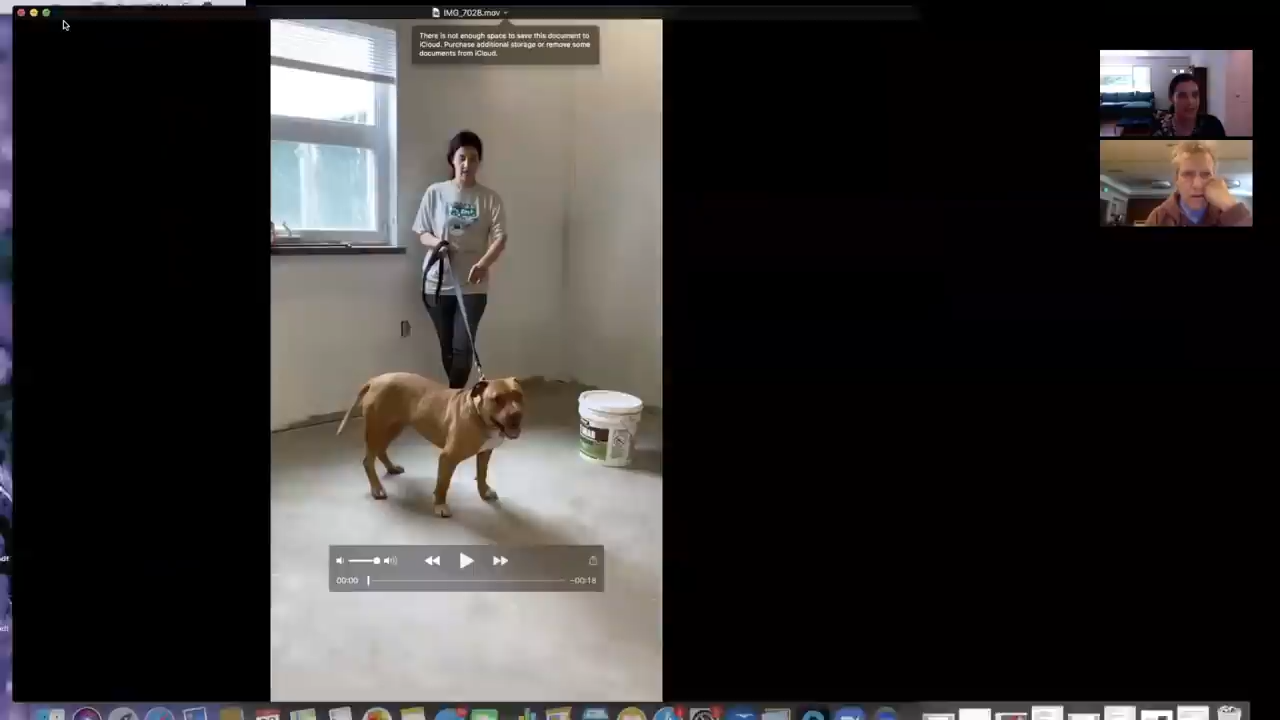 IMG_7028.mov
There is not enough space to save this document to
iCloud. Purchase additional storage or remove some
documents from iCloud.
00:00
-00:18